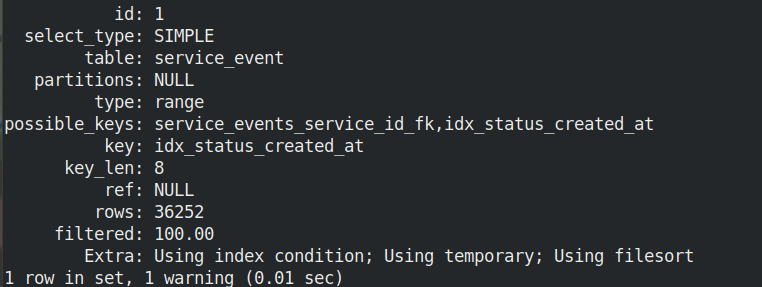 id: 1
select_type: SIMPLE
table: service_event
partitions: NULL
type: range
possible_keys: service_events_service_id_fk,idx_status_created_at
key: idx_status_created_at
key_len: 8
ref: NULL
rows: 36252
filtered: 100.00
Extra: Using index condition; Using temporary; Using filesort
1 row in set, 1 warning (0.01 sec)